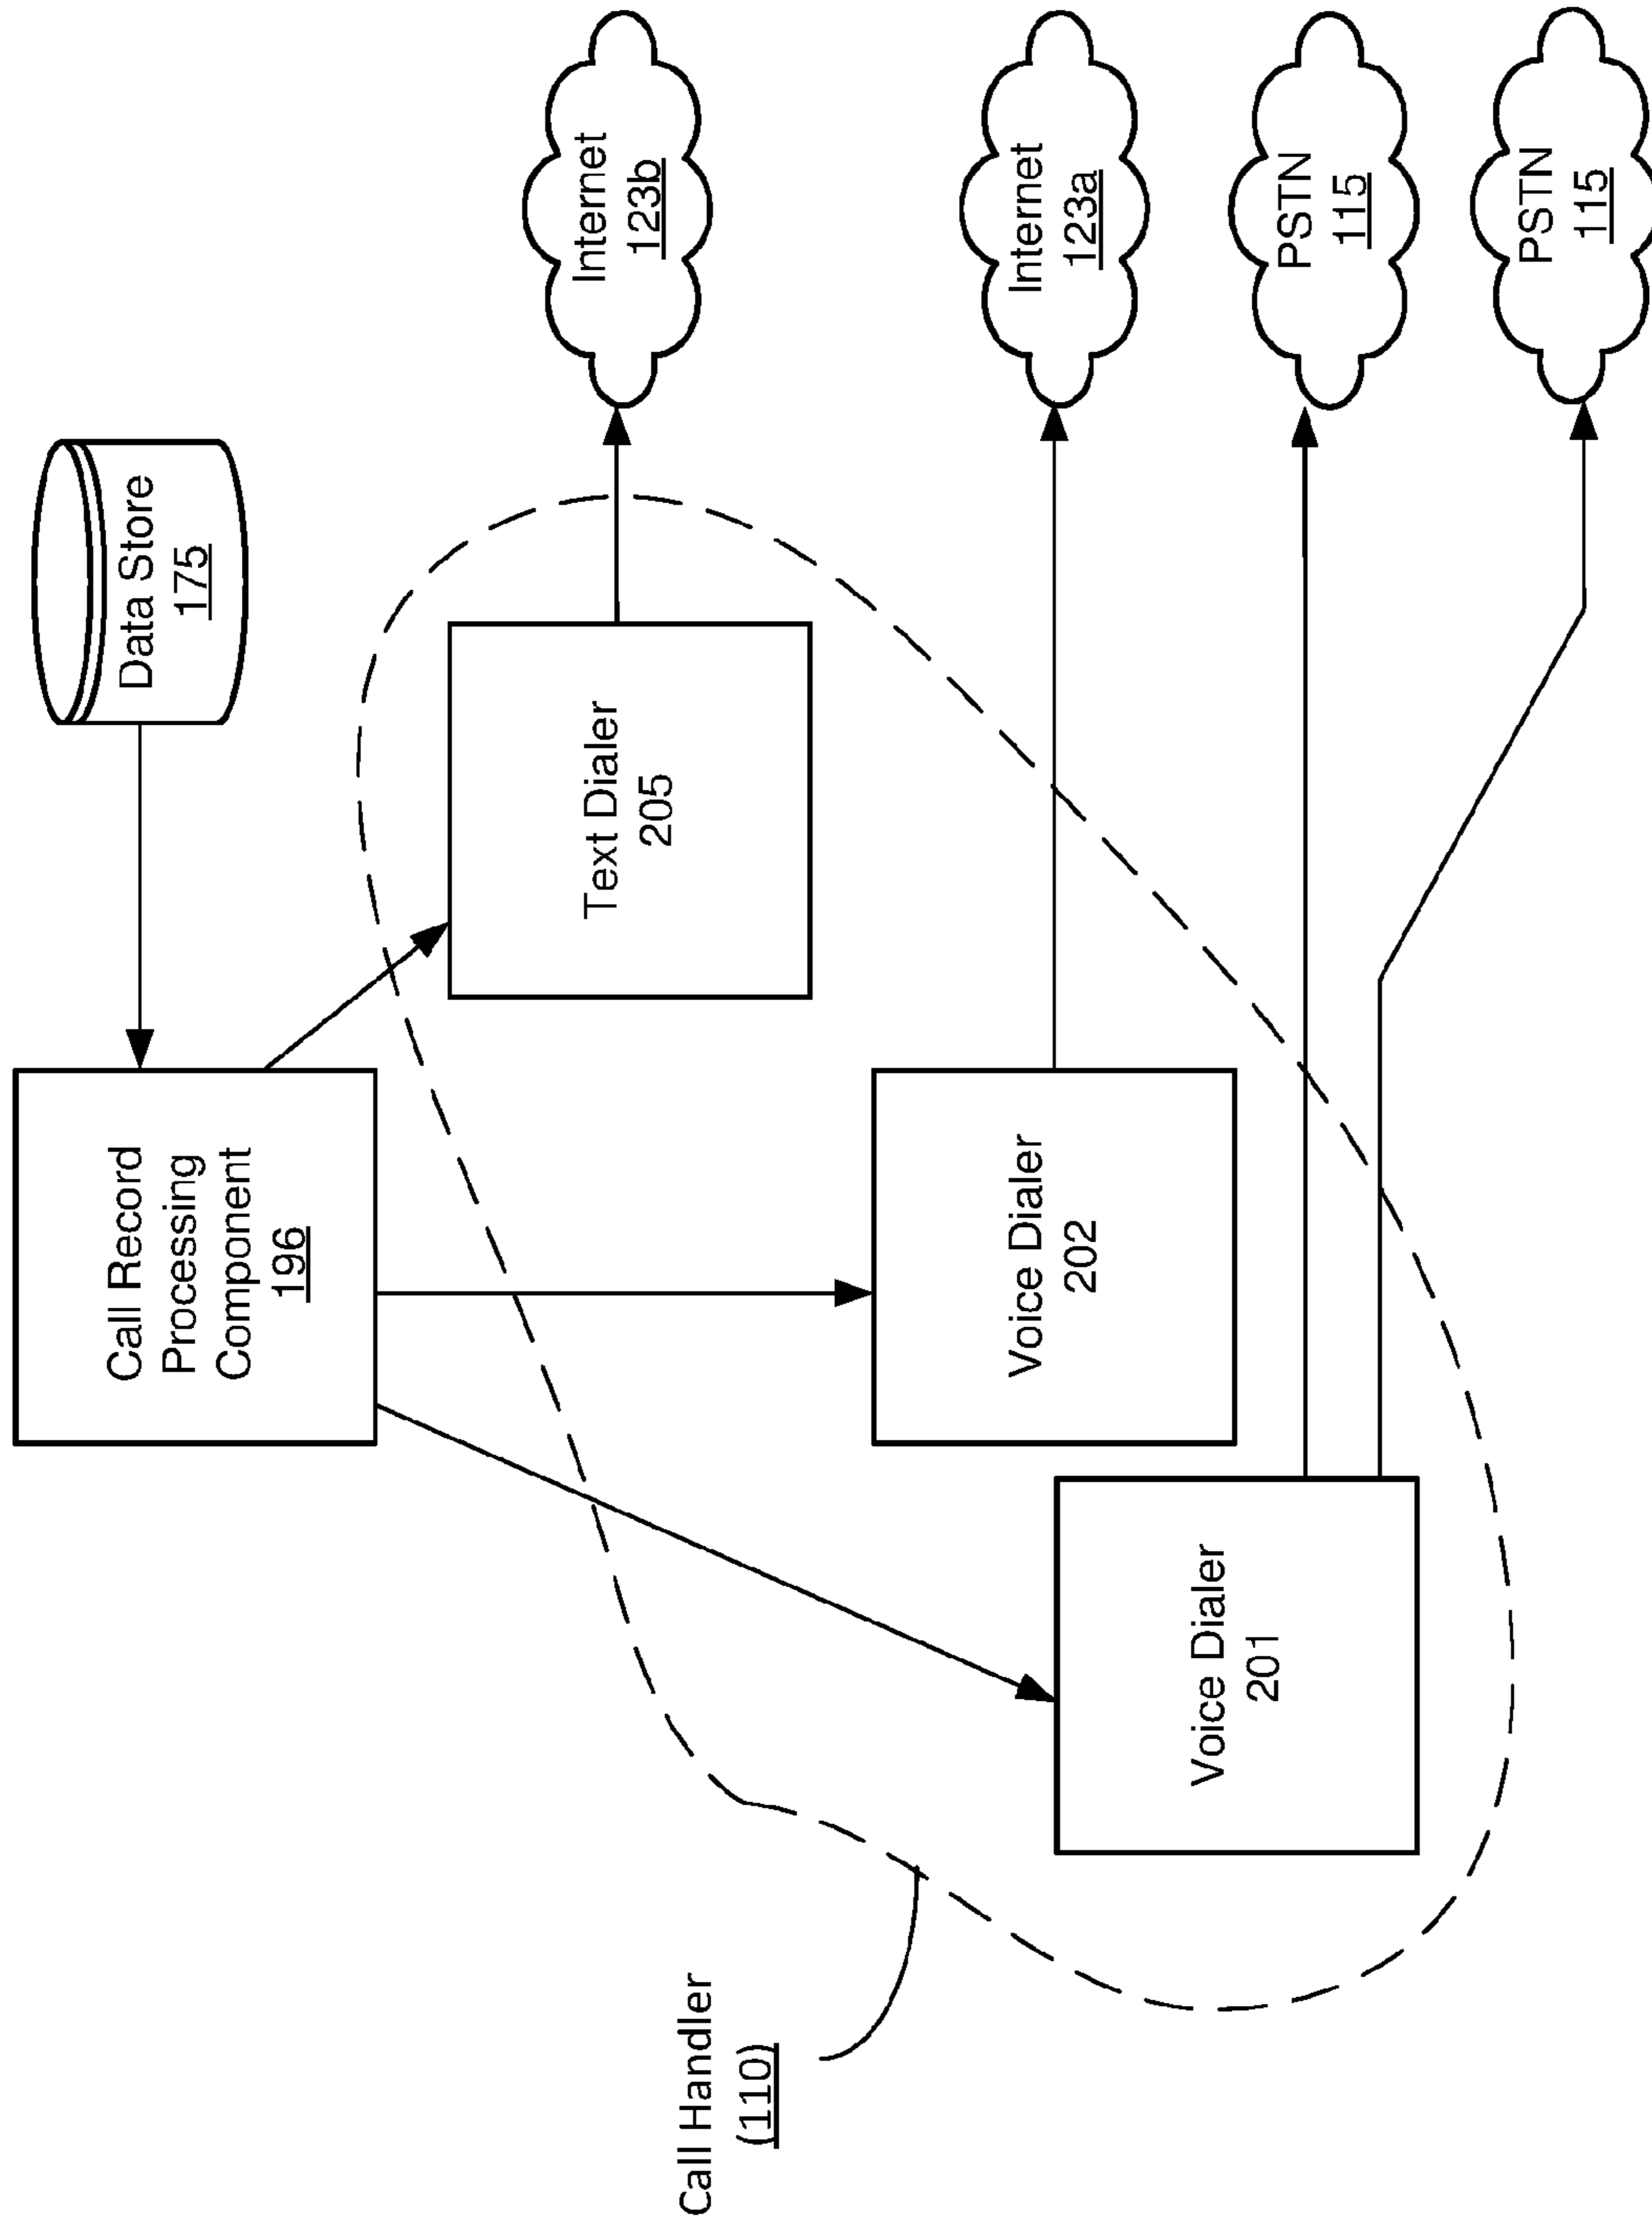 Call Record
Processing
Component
196
Data Store
175
Text Dialer
205
Internet
123b
Call Handler
(110)
Voice Dialer
202
Internet
123a
Voice Dialer
201
PSTN
115
PSTN
115